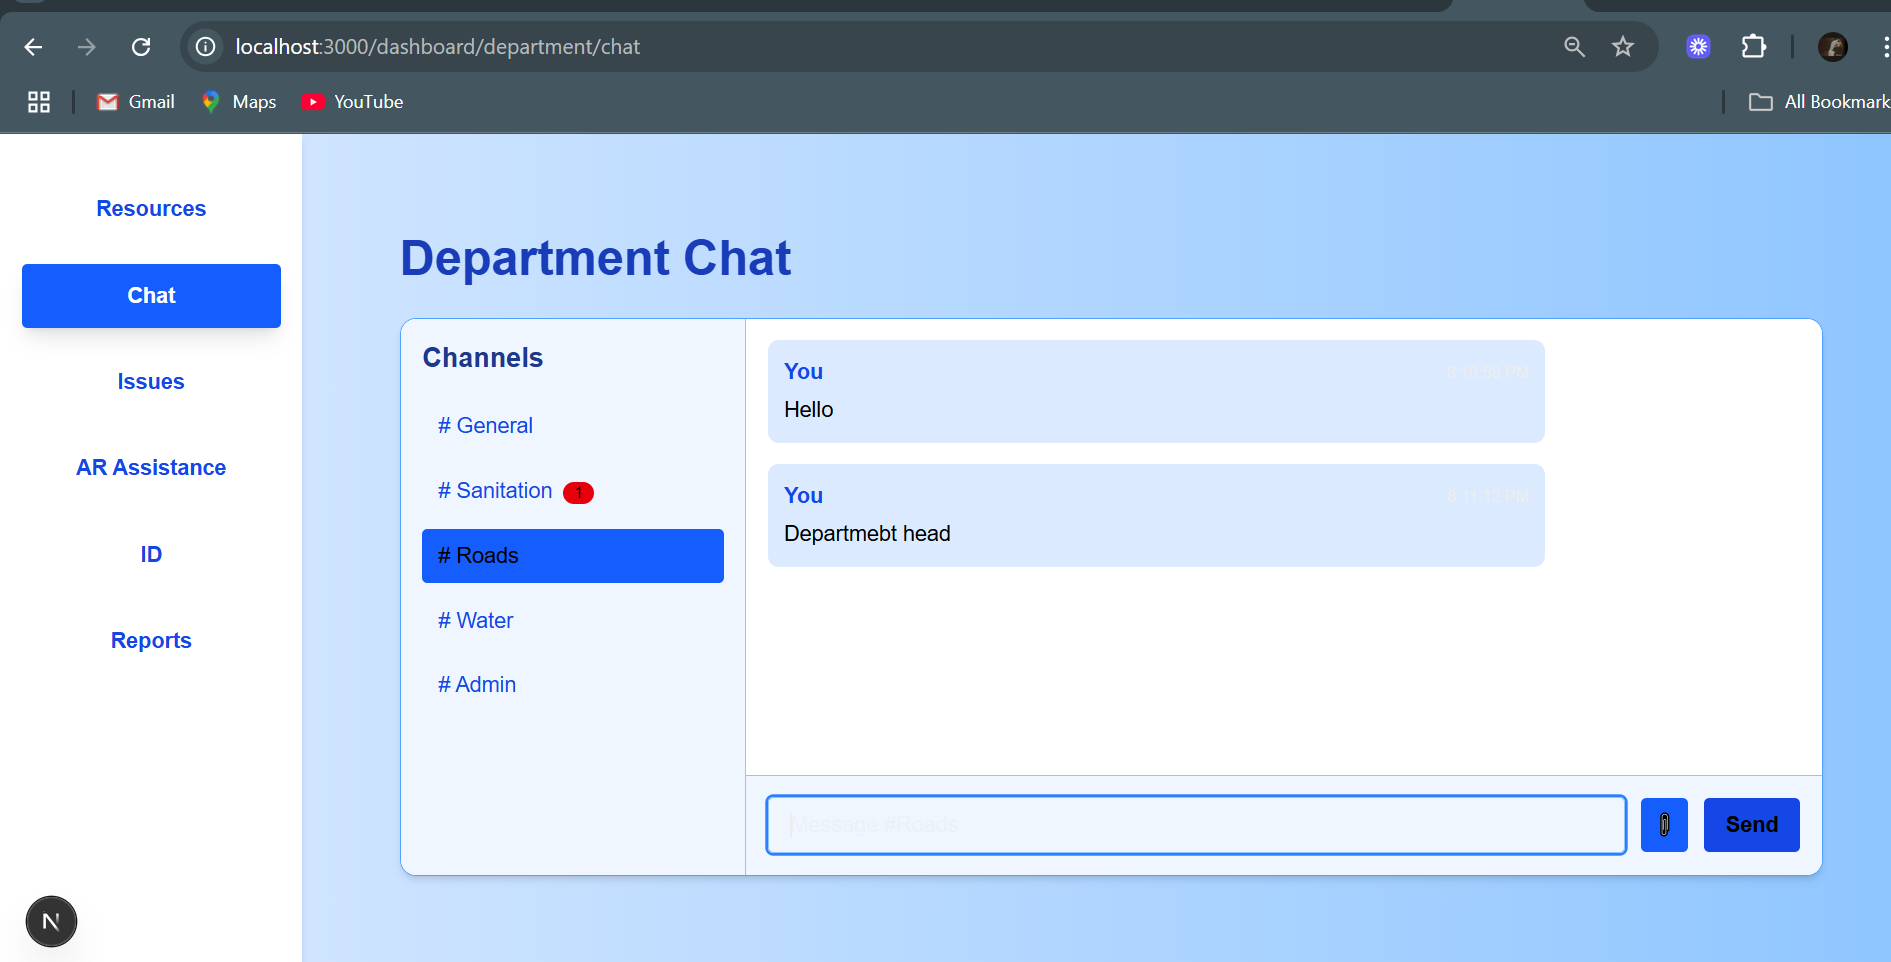 localhost:3000/dashboard/department/chat
Gmail
Maps
YouTube
All Bookmark
Resources
Chat
Issues
AR Assistance
ID
Reports
Department Chat
Channels
# General
# Sanitation 1
# Roads
# Water
# Admin
You 8:10:58 PM
Hello
You 8:11:12 PM
Departmebt head
Message #Roads
Send
N